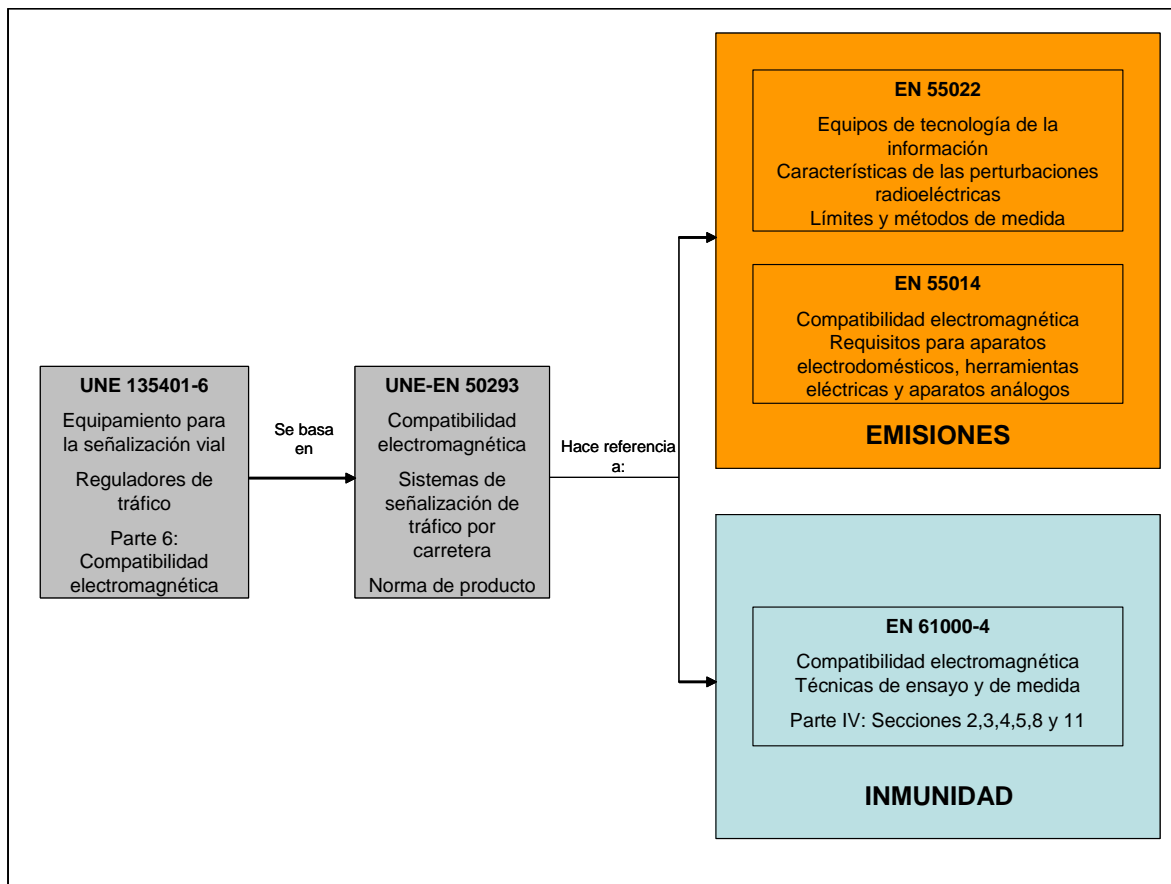 UNE 135401-6
Equipamiento para
la señalización vial
Reguladores de
tráfico
Parte 6:
Compatibilidad
electromagnética
Se basa
en
UNE-EN 50293
Compatibilidad
electromagnética
Sistemas de
señalización de
tráfico por
carretera
Norma de producto
Hace referencia
a:
EN 55022
Equipos de tecnología de la
información
Características de las perturbaciones
radioeléctricas
Límites y métodos de medida
EN 55014
Compatibilidad electromagnética
Requisitos para aparatos
electrodomésticos, herramientas
eléctricas y aparatos análogos
EMISIONES
EN 61000-4
Compatibilidad electromagnética
Técnicas de ensayo y de medida
Parte IV: Secciones 2,3,4,5,8 y 11
INMUNIDAD